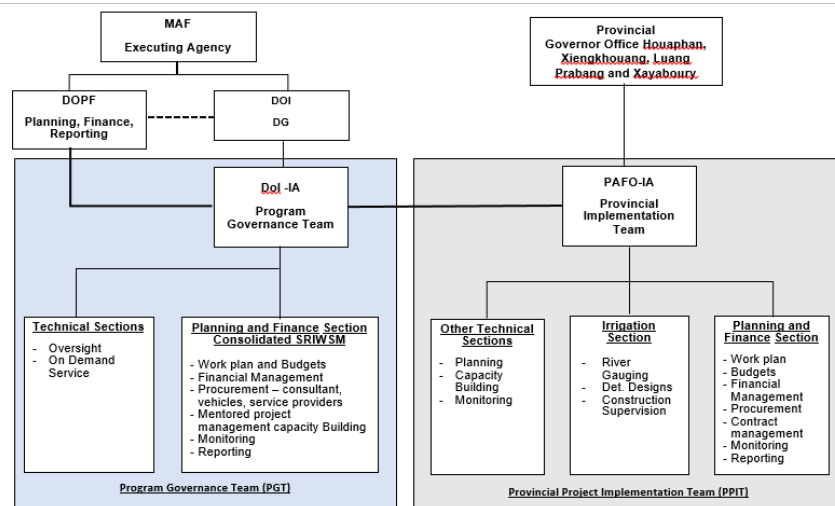 MAF
Executing Agency
Provincial
Governor Office Houaphan,
Xiengkhouang, Luang
Prabang and Xayaboury
DOPF
Planning, Finance,
Reporting
DOI
DG
DoI -IA
Program
Governance Team
PAFO-IA
Provincial
Implementation
Team
Technical Sections
- Oversight
- On Demand
Service
Planning and Finance Section
Consolidated SRIWSM
- Work plan and Budgets
- Financial Management
- Procurement – consultant,
vehicles, service providers
- Mentored project
management capacity Building
- Monitoring
- Reporting
Other Technical
Sections
- Planning
- Capacity
Building
- Monitoring
Irrigation
Section
- River
Gauging
- Det. Designs
- Construction
Supervision
Planning and
Finance Section
- Work plan
- Budgets
- Financial
Management
- Procurement
- Contract
management
- Monitoring
- Reporting
Program Governance Team (PGT)
Provincial Project Implementation Team (PPIT)